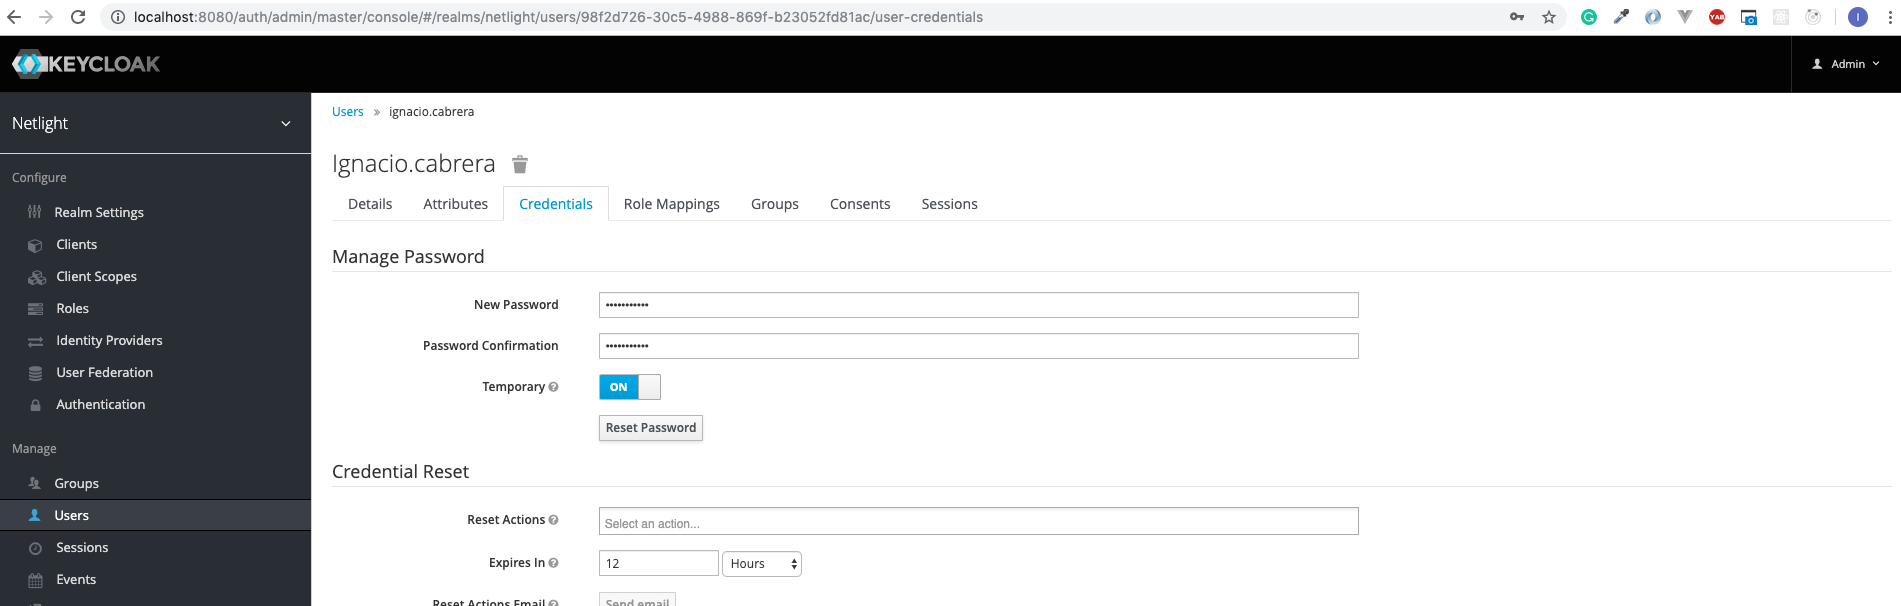 localhost:8080/auth/admin/master/console/#/realms/netlight/users/98f2d726-30c5-4988-869f-b23052fd81ac/user-credentials
YAB
I
KEYCLOAK
Admin
Netlight
Users » ignacio.cabrera
Ignacio.cabrera
Configure
Details Attributes Credentials Role Mappings Groups Consents Sessions
Realm Settings
Clients
Manage Password
Client Scopes
Roles
New Password •••••••••••
Identity Providers
Password Confirmation •••••••••••
User Federation
Temporary ON
Authentication
Reset Password
Manage
Credential Reset
Groups
Users
Reset Actions Select an action...
Sessions
Expires In 12 Hours
Events
Reset Actions Email Send email